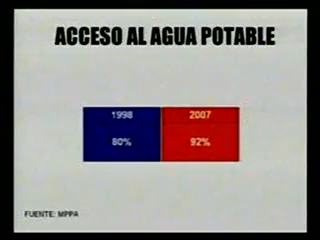 ACCESO AL AGUA POTABLE
1998 2007
80% 92%
FUENTE: MPPA